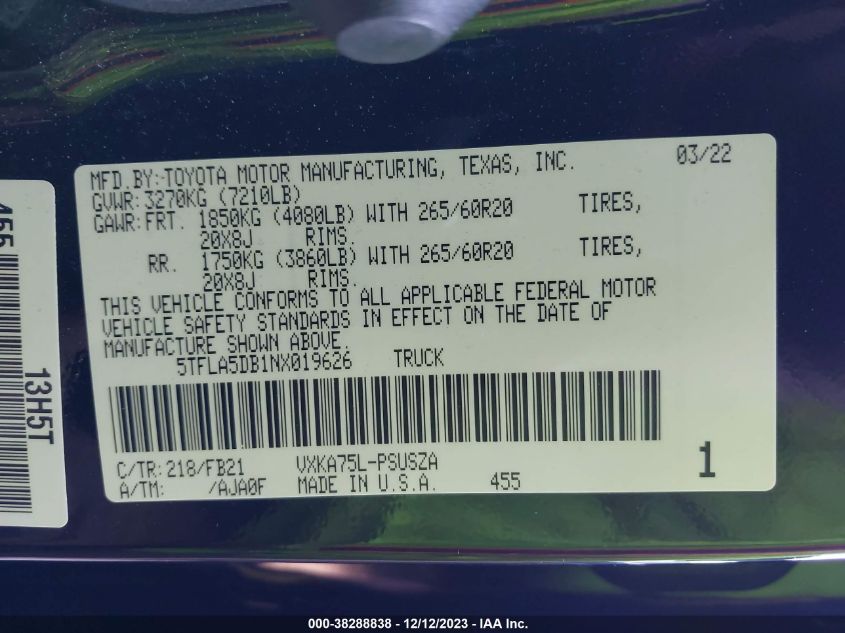 MFD.BY:TOYOTA MOTOR MANUFACTURING, TEXAS, INC. 03/22
GVWR:3270KG (7210LB)
GAWR:FRT. 1850KG (4080LB) WITH 265/60R20 TIRES,
20X8J RIMS.
RR. 1750KG (3860LB) WITH 265/60R20 TIRES,
20X8J RIMS.
THIS VEHICLE CONFORMS TO ALL APPLICABLE FEDERAL MOTOR
VEHICLE SAFETY STANDARDS IN EFFECT ON THE DATE OF
MANUFACTURE SHOWN ABOVE.
5TFLA5DB1NX019626 TRUCK
C/TR:218/FB21 VXKA75L-PSUSZA
A/TM: /AJA0F MADE IN U.S.A. 455
1
455
13H5T
000-38288838 - 12/12/2023 - IAA Inc.